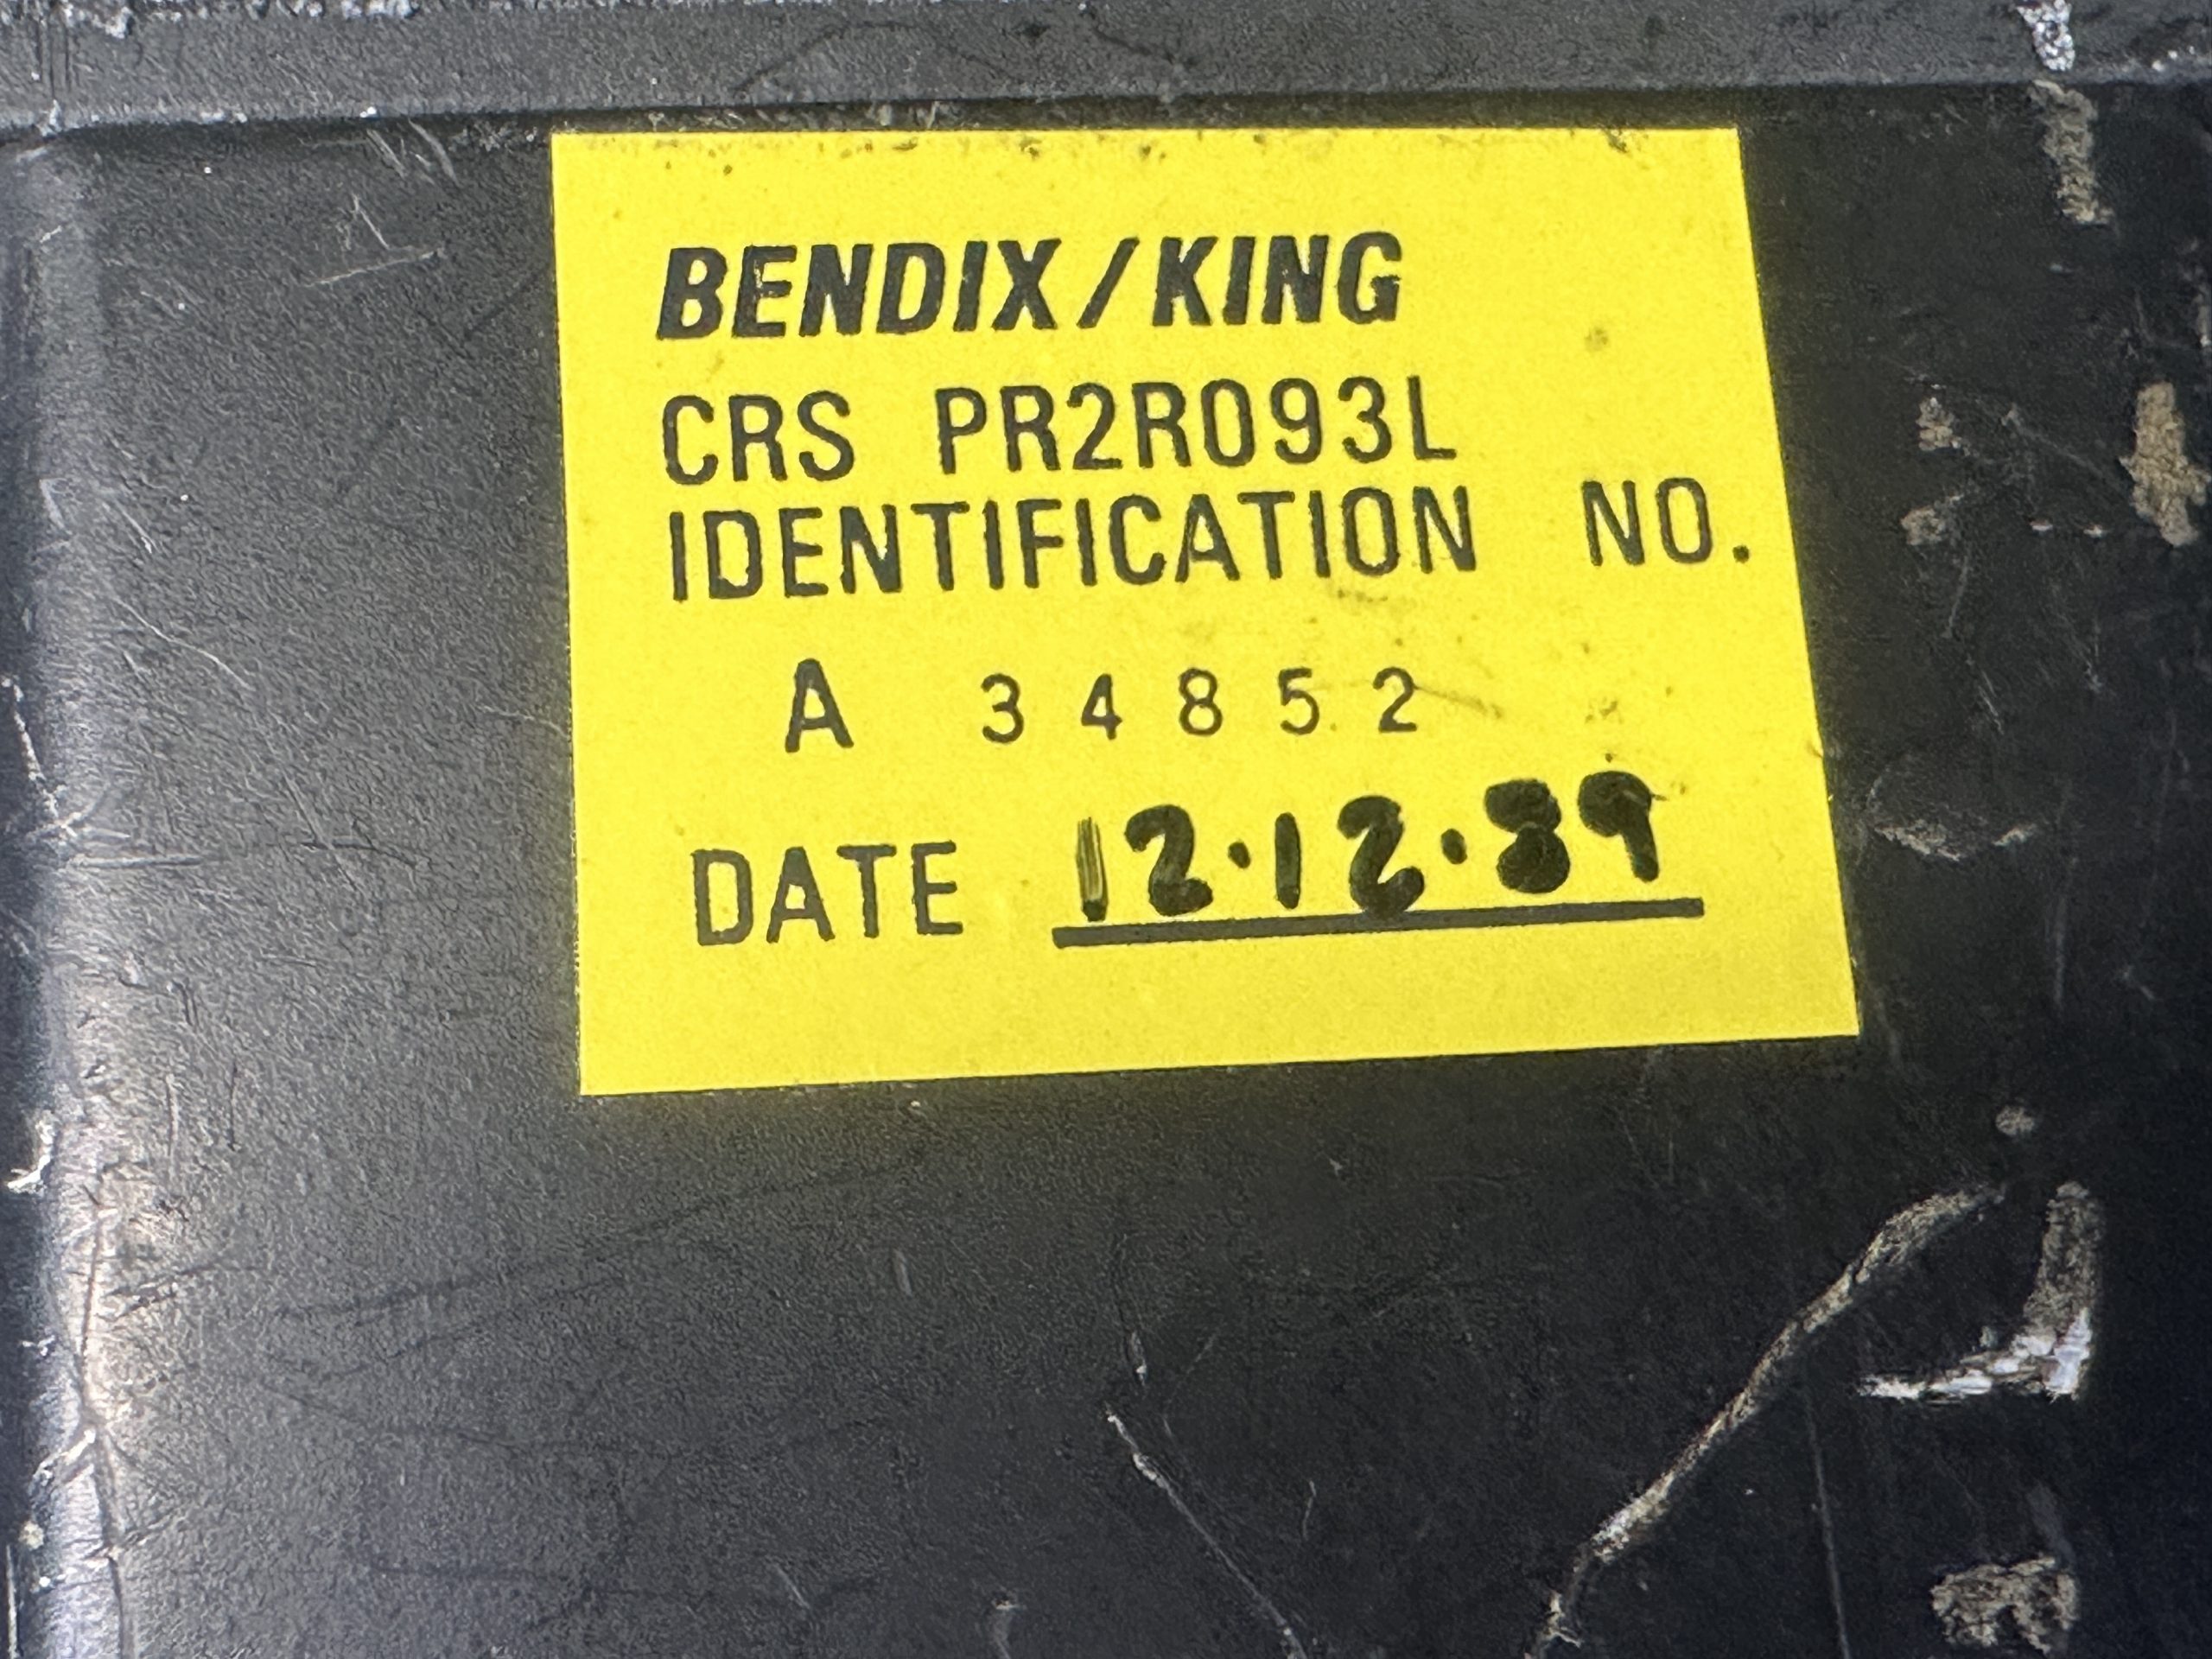 BENDIX/KING
CRS PR2R093L
IDENTIFICATION NO.
A 34852
DATE 12.12.89